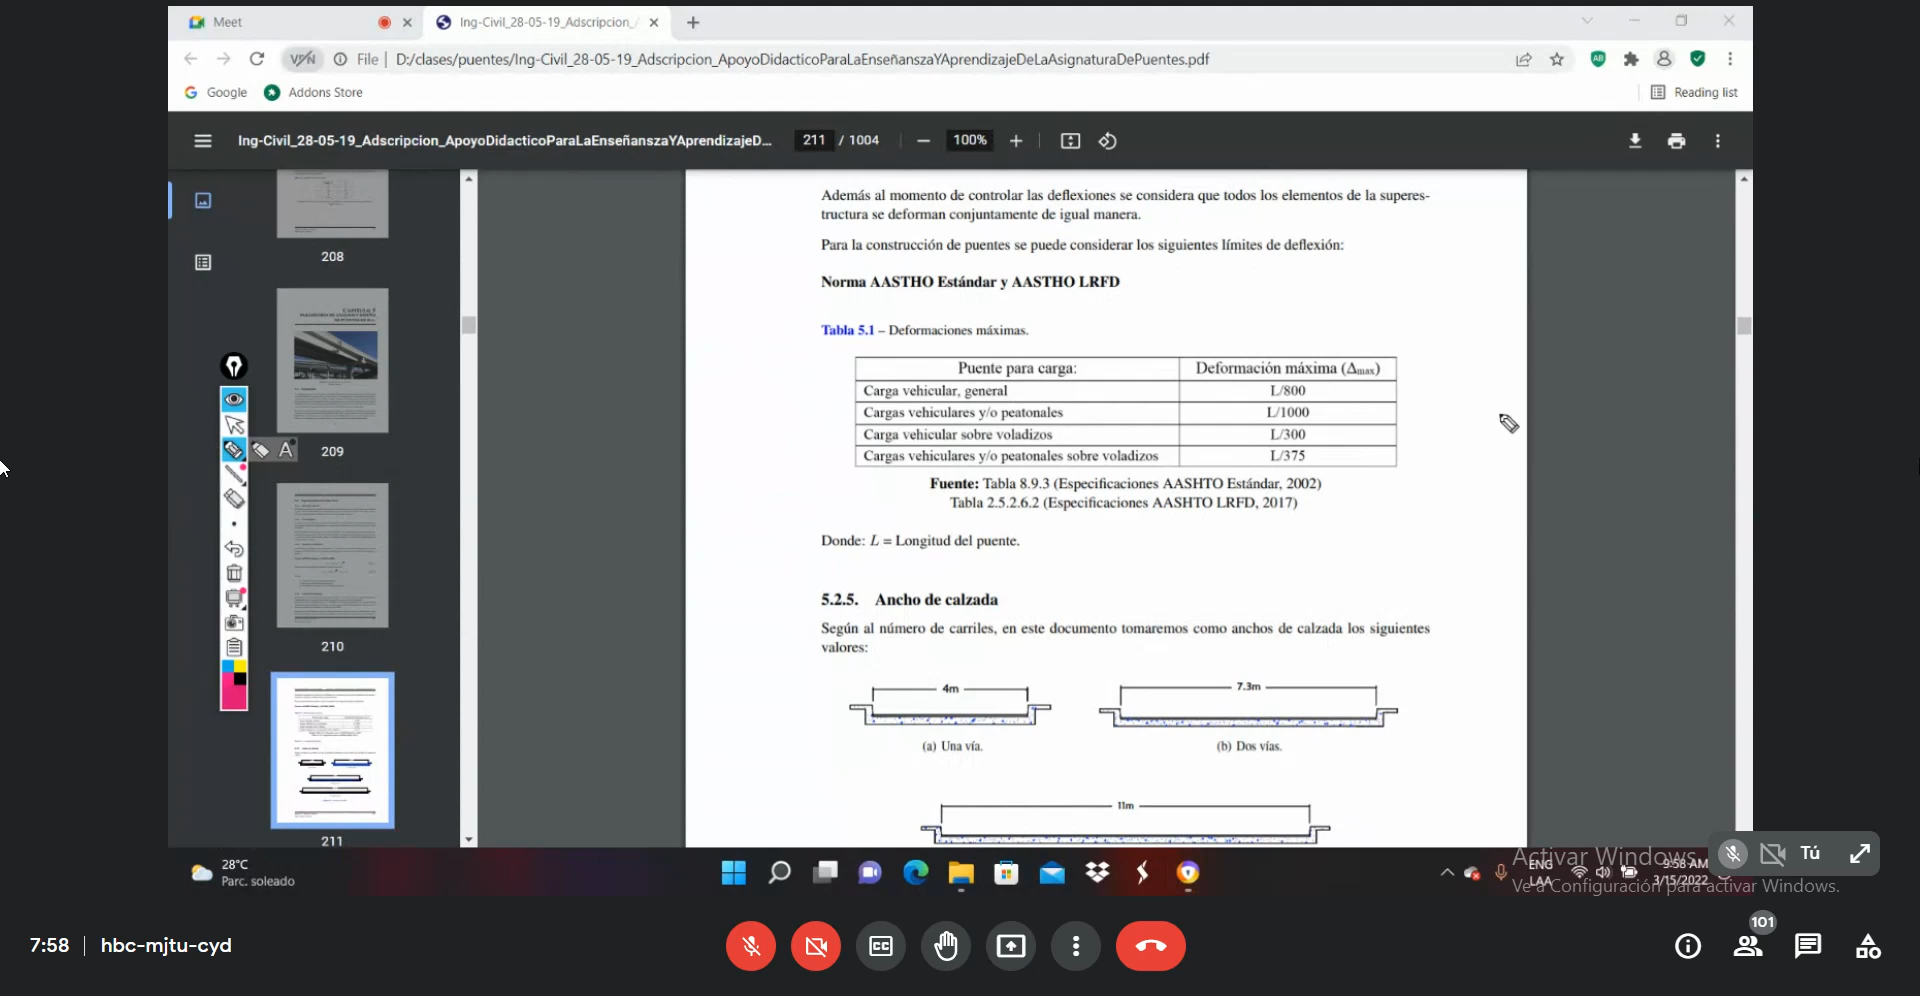 Meet
Ing-Civil_28-05-19_Adscripcion_
File
D:/clases/puentes/Ing-Civil_28-05-19_Adscripcion_ApoyoDidacticoParaLaEnseñanszaYAprendizajeDeLaAsignaturaDePuentes.pdf
Google
Addons Store
Reading list
Ing-Civil_28-05-19_Adscripcion_ApoyoDidacticoParaLaEnseñanszaYAprendizajeD...
211 / 1004
100%
208
209
210
211
A
Además al momento de controlar las deflexiones se considera que todos los elementos de la superes-
tructura se deforman conjuntamente de igual manera.
Para la construcción de puentes se puede considerar los siguientes límites de deflexión:
Norma AASTHO Estándar y AASTHO LRFD
Tabla 5.1 – Deformaciones máximas.
Puente para carga: Deformación máxima (Δmax)
Carga vehicular, general L/800
Cargas vehiculares y/o peatonales L/1000
Carga vehicular sobre voladizos L/300
Cargas vehiculares y/o peatonales sobre voladizos L/375
Fuente: Tabla 8.9.3 (Especificaciones AASHTO Estándar, 2002)
Tabla 2.5.2.6.2 (Especificaciones AASHTO LRFD, 2017)
Donde: L = Longitud del puente.
5.2.5. Ancho de calzada
Según al número de carriles, en este documento tomaremos como anchos de calzada los siguientes
valores:
4m
7.3m
(a) Una vía.
(b) Dos vías.
11m
28°C
Parc. soleado
ENG
LAA
9:58 AM
3/15/2022
Activar Windows
Ve a Configuración para activar Windows.
Tú
7:58
hbc-mjtu-cyd
101